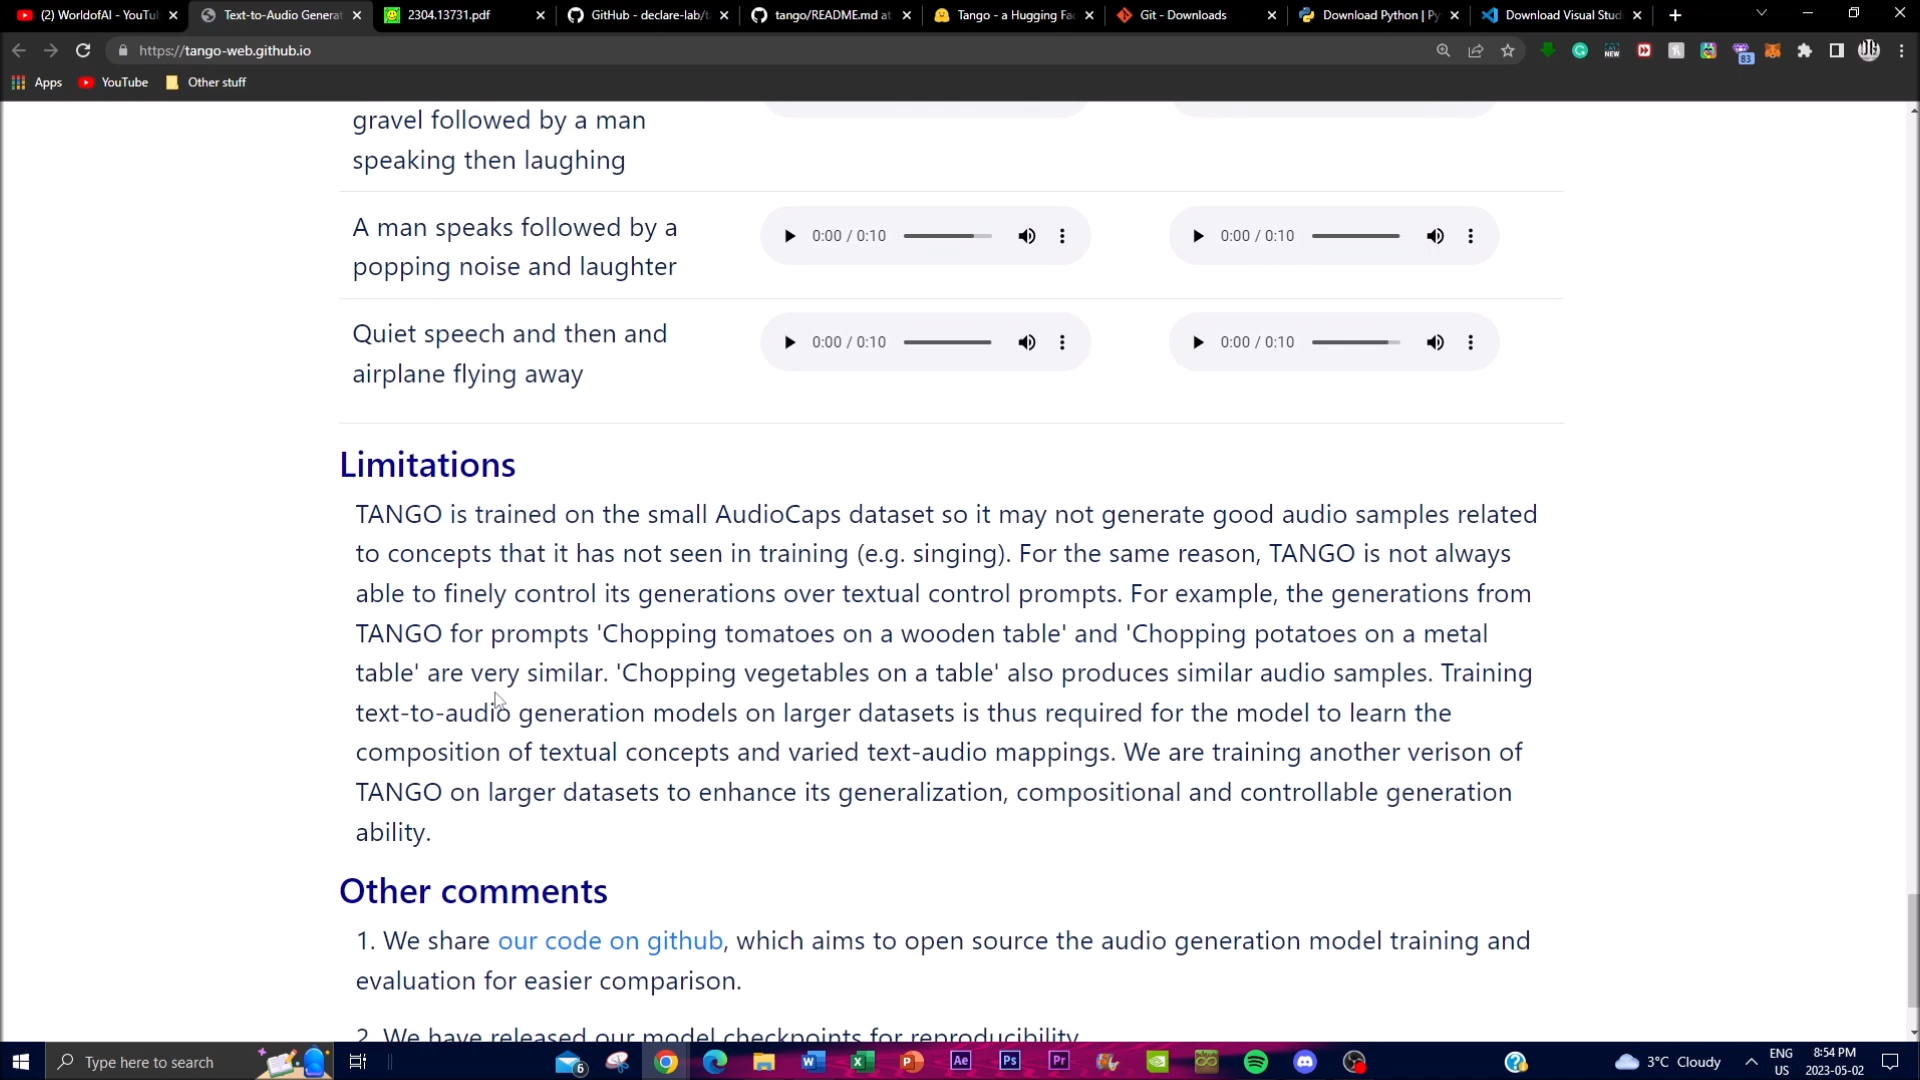 (2) WorldofAI - YouTu
Text-to-Audio Generat
2304.13731.pdf
GitHub - declare-lab/t
tango/README.md at
Tango - a Hugging Fac
Git - Downloads
Download Python | Py
Download Visual Stud
https://tango-web.github.io
NEW
83
Apps
YouTube
Other stuff
gravel followed by a man
speaking then laughing
A man speaks followed by a
popping noise and laughter
0:00 / 0:10
0:00 / 0:10
Quiet speech and then and
airplane flying away
0:00 / 0:10
0:00 / 0:10
Limitations
TANGO is trained on the small AudioCaps dataset so it may not generate good audio samples related
to concepts that it has not seen in training (e.g. singing). For the same reason, TANGO is not always
able to finely control its generations over textual control prompts. For example, the generations from
TANGO for prompts 'Chopping tomatoes on a wooden table' and 'Chopping potatoes on a metal
table' are very similar. 'Chopping vegetables on a table' also produces similar audio samples. Training
text-to-audio generation models on larger datasets is thus required for the model to learn the
composition of textual concepts and varied text-audio mappings. We are training another verison of
TANGO on larger datasets to enhance its generalization, compositional and controllable generation
ability.
Other comments
1. We share our code on github, which aims to open source the audio generation model training and
evaluation for easier comparison.
2. We have released our model checkpoints for reproducibility.
Type here to search
6
Ae
Ps
Pr
3°C Cloudy
ENG
US
8:54 PM
2023-05-02